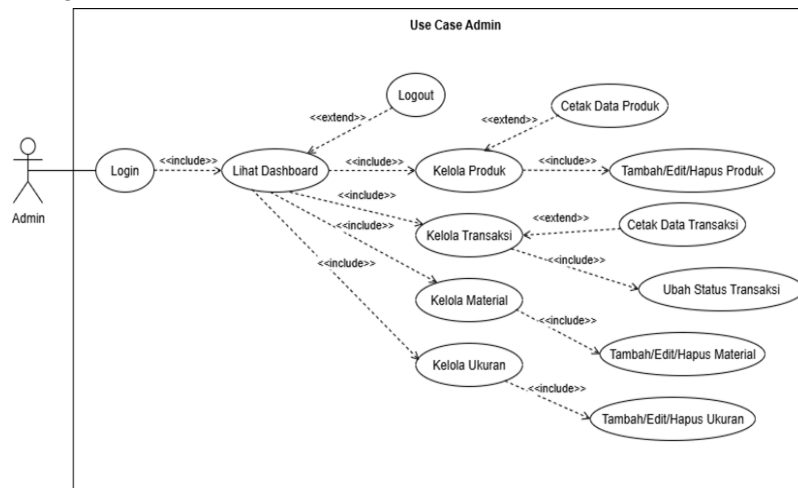 Use Case Admin
Logout
Cetak Data Produk
<<extend>>
<<extend>>
Login
<<include>>
Lihat Dashboard
<<include>>
Kelola Produk
<<include>>
Tambah/Edit/Hapus Produk
Admin
<<include>>
Kelola Transaksi
<<extend>>
Cetak Data Transaksi
<<include>>
<<include>>
<<include>>
Ubah Status Transaksi
Kelola Material
<<include>>
Tambah/Edit/Hapus Material
Kelola Ukuran
<<include>>
Tambah/Edit/Hapus Ukuran